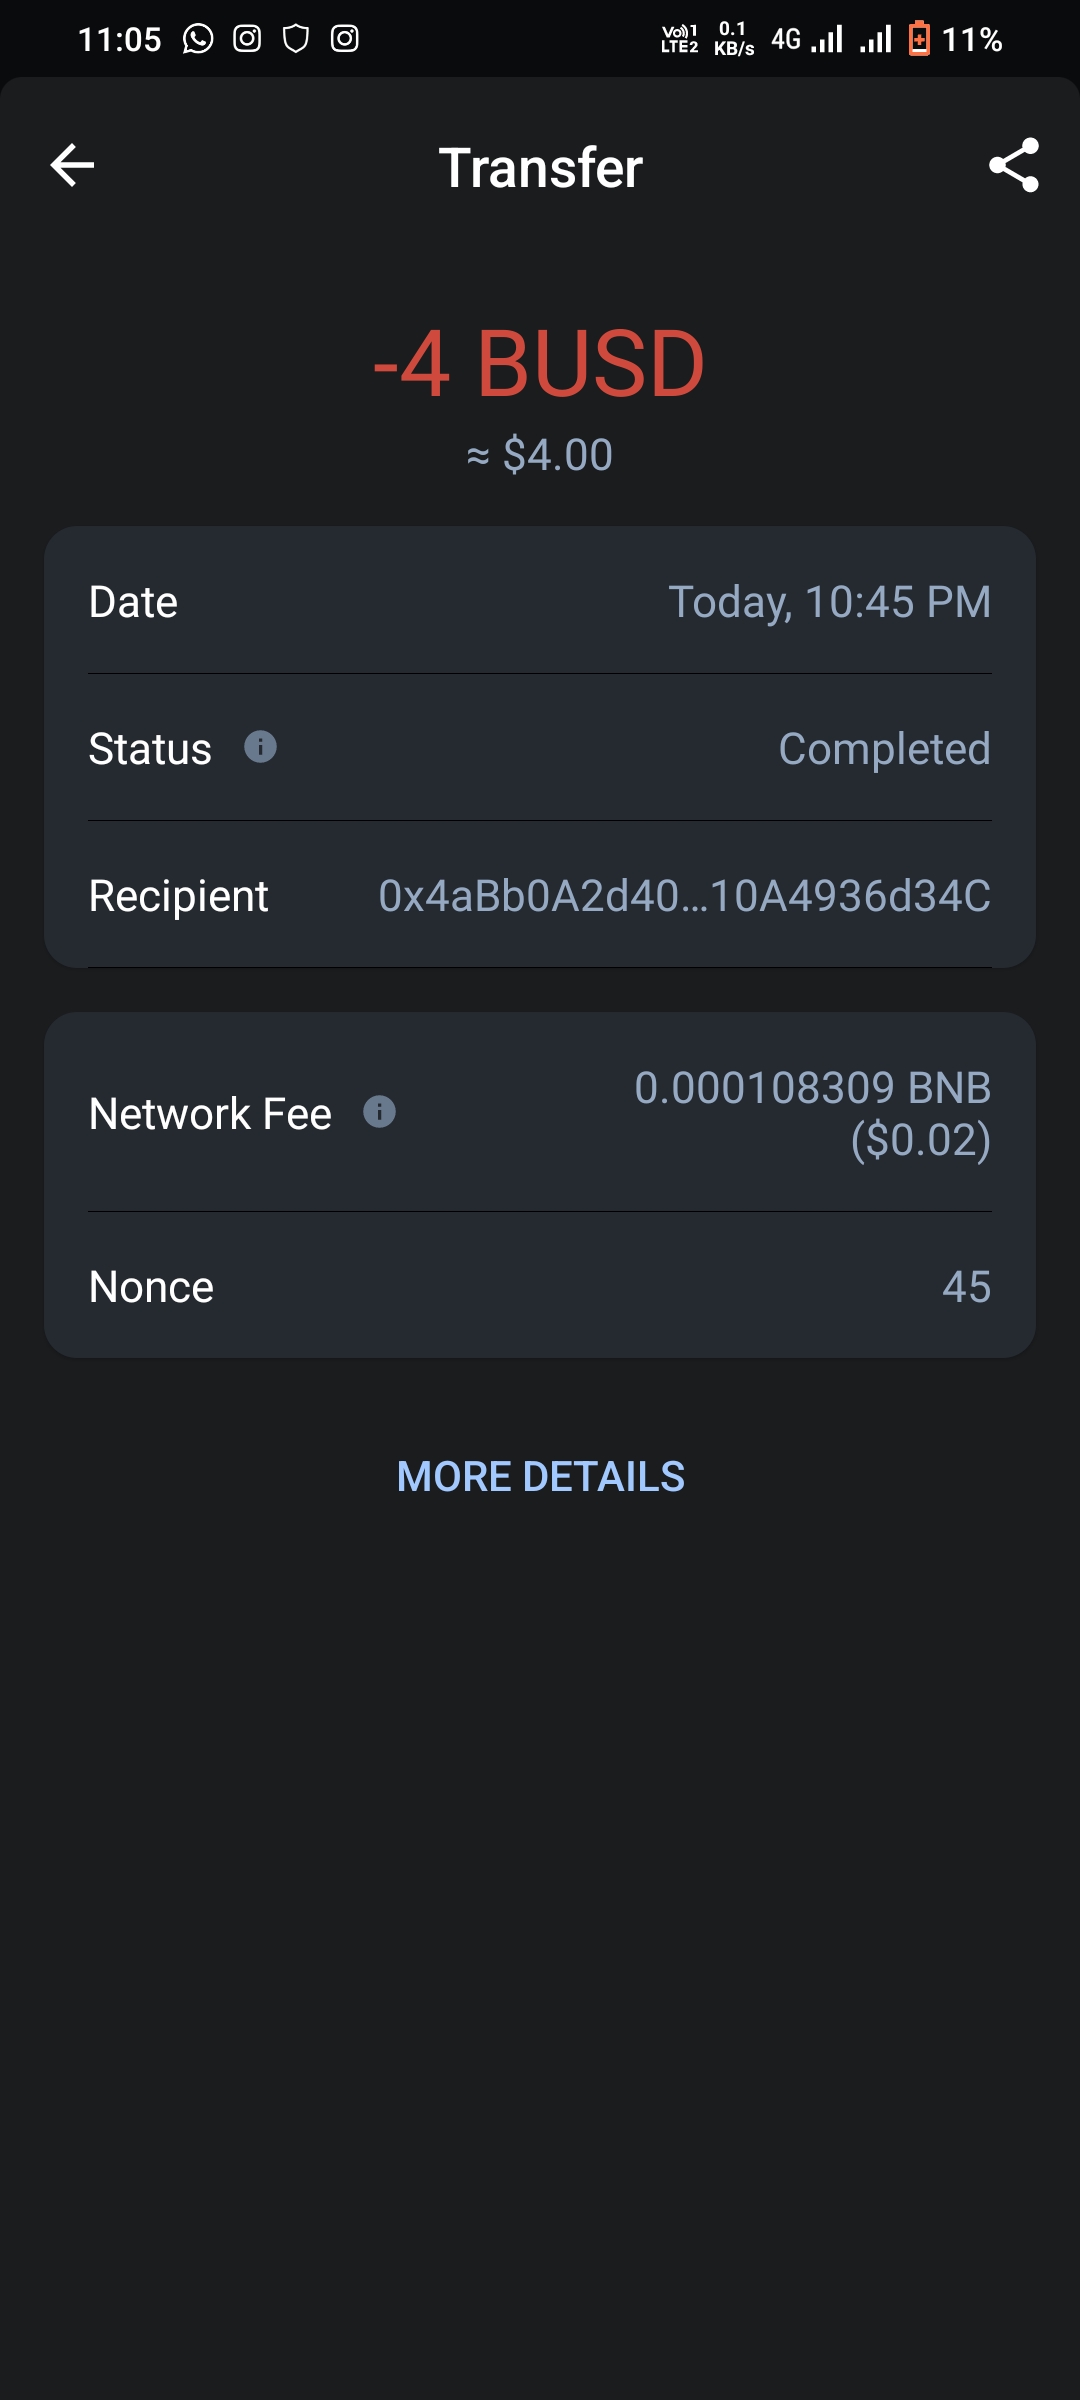 11:05
Vo))1 LTE2 0.1 KB/s 4G 11%
Transfer
-4 BUSD
≈ $4.00
Date Today, 10:45 PM
Status Completed
Recipient 0x4aBb0A2d40...10A4936d34C
Network Fee 0.000108309 BNB
($0.02)
Nonce 45
MORE DETAILS